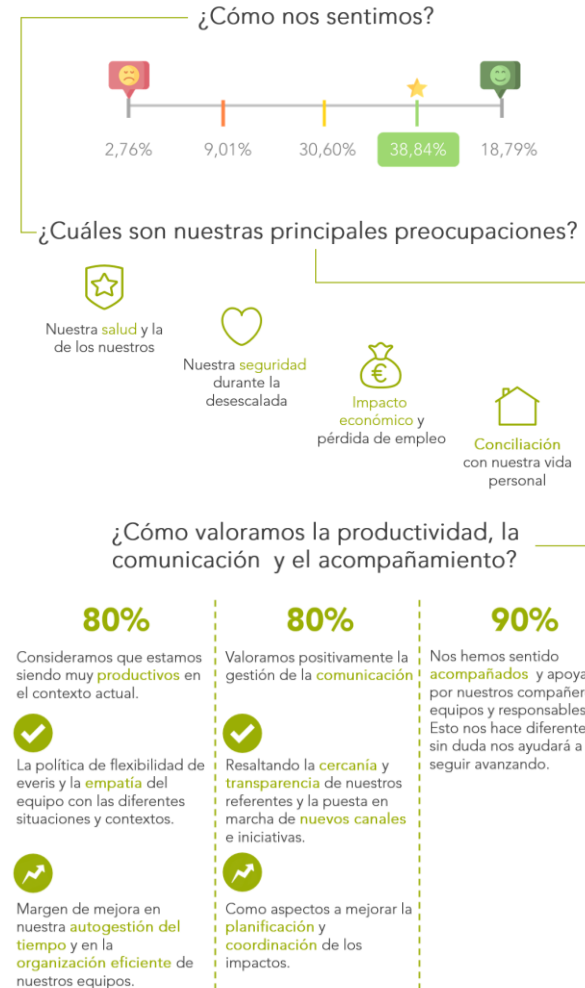 ¿Cómo nos sentimos?
2,76%
9,01%
30,60%
38,84%
18,79%
¿Cuáles son nuestras principales preocupaciones?
Nuestra salud y la
de los nuestros
Nuestra seguridad
durante la
desescalada
€
Impacto
económico y
pérdida de empleo
Conciliación
con nuestra vida
personal
¿Cómo valoramos la productividad, la
comunicación y el acompañamiento?
80%
Consideramos que estamos
siendo muy productivos en
el contexto actual.
La política de flexibilidad de
everis y la empatía del
equipo con las diferentes
situaciones y contextos.
Margen de mejora en
nuestra autogestión del
tiempo y en la
organización eficiente de
nuestros equipos.
80%
Valoramos positivamente la
gestión de la comunicación
Resaltando la cercanía y
transparencia de nuestros
referentes y la puesta en
marcha de nuevos canales
e iniciativas.
Como aspectos a mejorar la
planificación y
coordinación de los
impactos.
90%
Nos hemos sentido
acompañados y apoya
por nuestros compañer
equipos y responsables
Esto nos hace diferente
sin duda nos ayudará a
seguir avanzando.